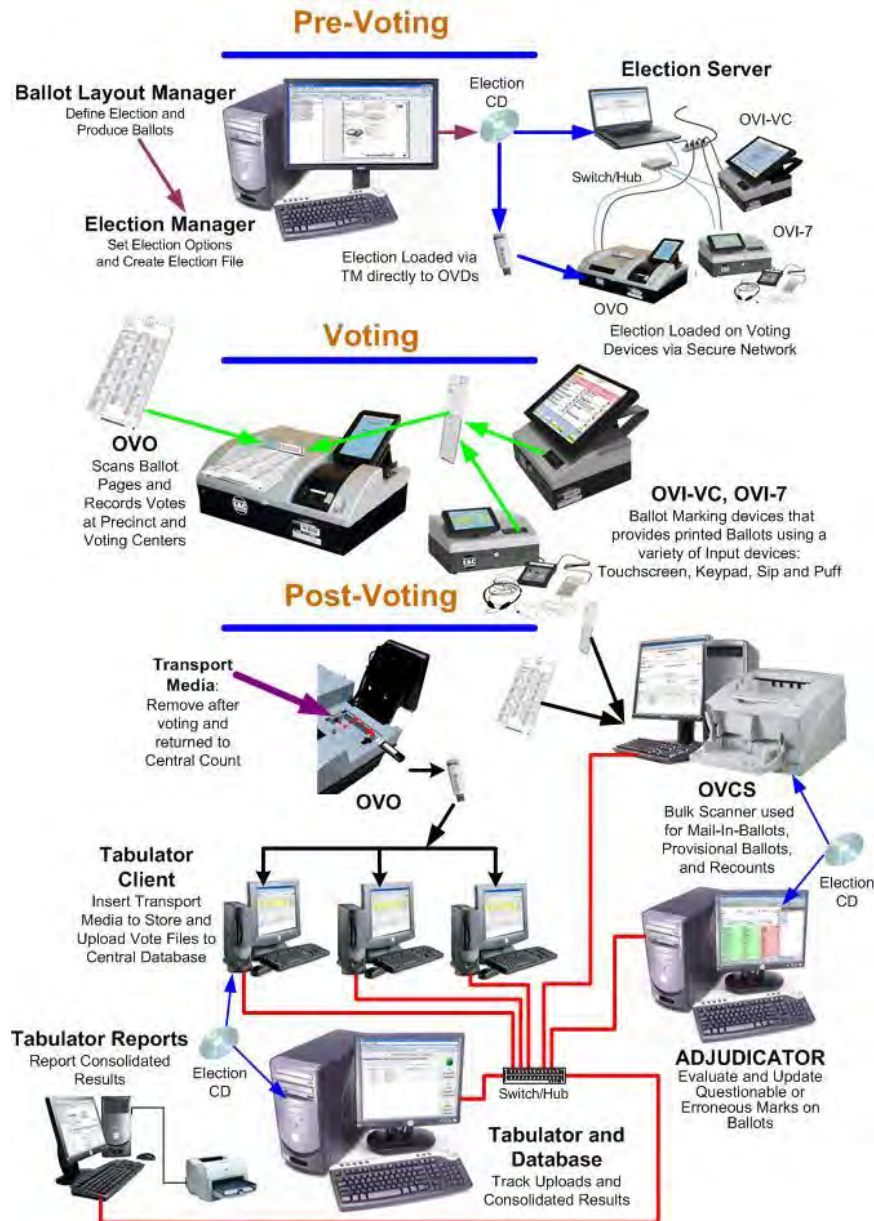 Pre-Voting
Ballot Layout Manager
Define Election and
Produce Ballots
Election
CD
Election Server
OVI-VC
Switch/Hub
Election Manager
Set Election Options
and Create Election File
Election Loaded via
TM directly to OVDs
OVI-7
OVO
Election Loaded on Voting
Devices via Secure Network
Voting
OVO
Scans Ballot
Pages and
Records Votes
at Precinct and
Voting Centers
OVI-VC, OVI-7
Ballot Marking devices that
provides printed Ballots using a
variety of Input devices:
Touchscreen, Keypad, Sip and Puff
Post-Voting
Transport
Media:
Remove after
voting and
returned to
Central Count
OVO
OVCS
Bulk Scanner used
for Mail-In-Ballots,
Provisional Ballots,
and Recounts
Election
CD
Tabulator
Client
Insert Transport
Media to Store and
Upload Vote Files to
Central Database
Tabulator Reports
Report Consolidated
Results
Election
CD
Switch/Hub
ADJUDICATOR
Evaluate and Update
Questionable or
Erroneous Marks on
Ballots
Tabulator and
Database
Track Uploads and
Consolidated Results